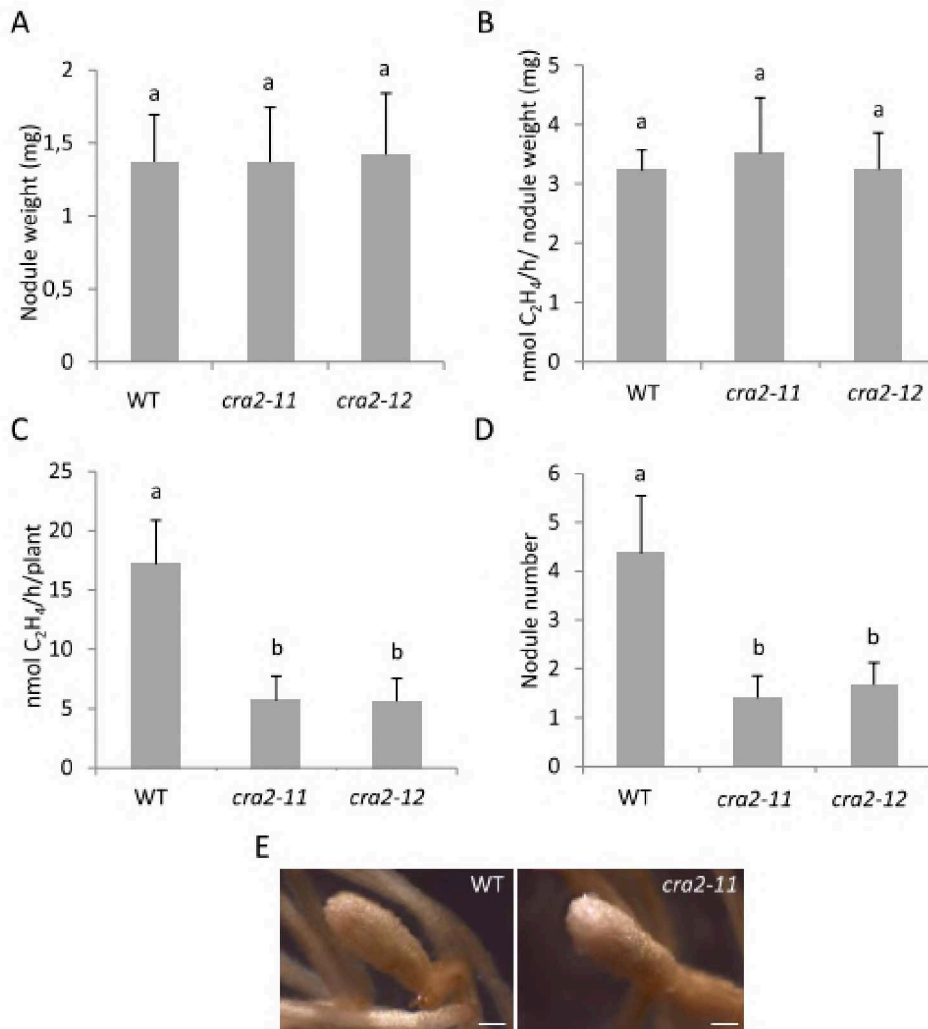 A
Nodule weight (mg)
2
1,5
1
0,5
0
a
a
a
WT
cra2-11
cra2-12
B
nmol C₂H₄/h/ nodule weight (mg)
5
4
3
2
1
0
a
a
a
WT
cra2-11
cra2-12
C
nmol C₂H₄/h/plant
25
20
15
10
5
0
a
b
b
WT
cra2-11
cra2-12
D
Nodule number
6
5
4
3
2
1
0
a
b
b
WT
cra2-11
cra2-12
E
WT
cra2-11